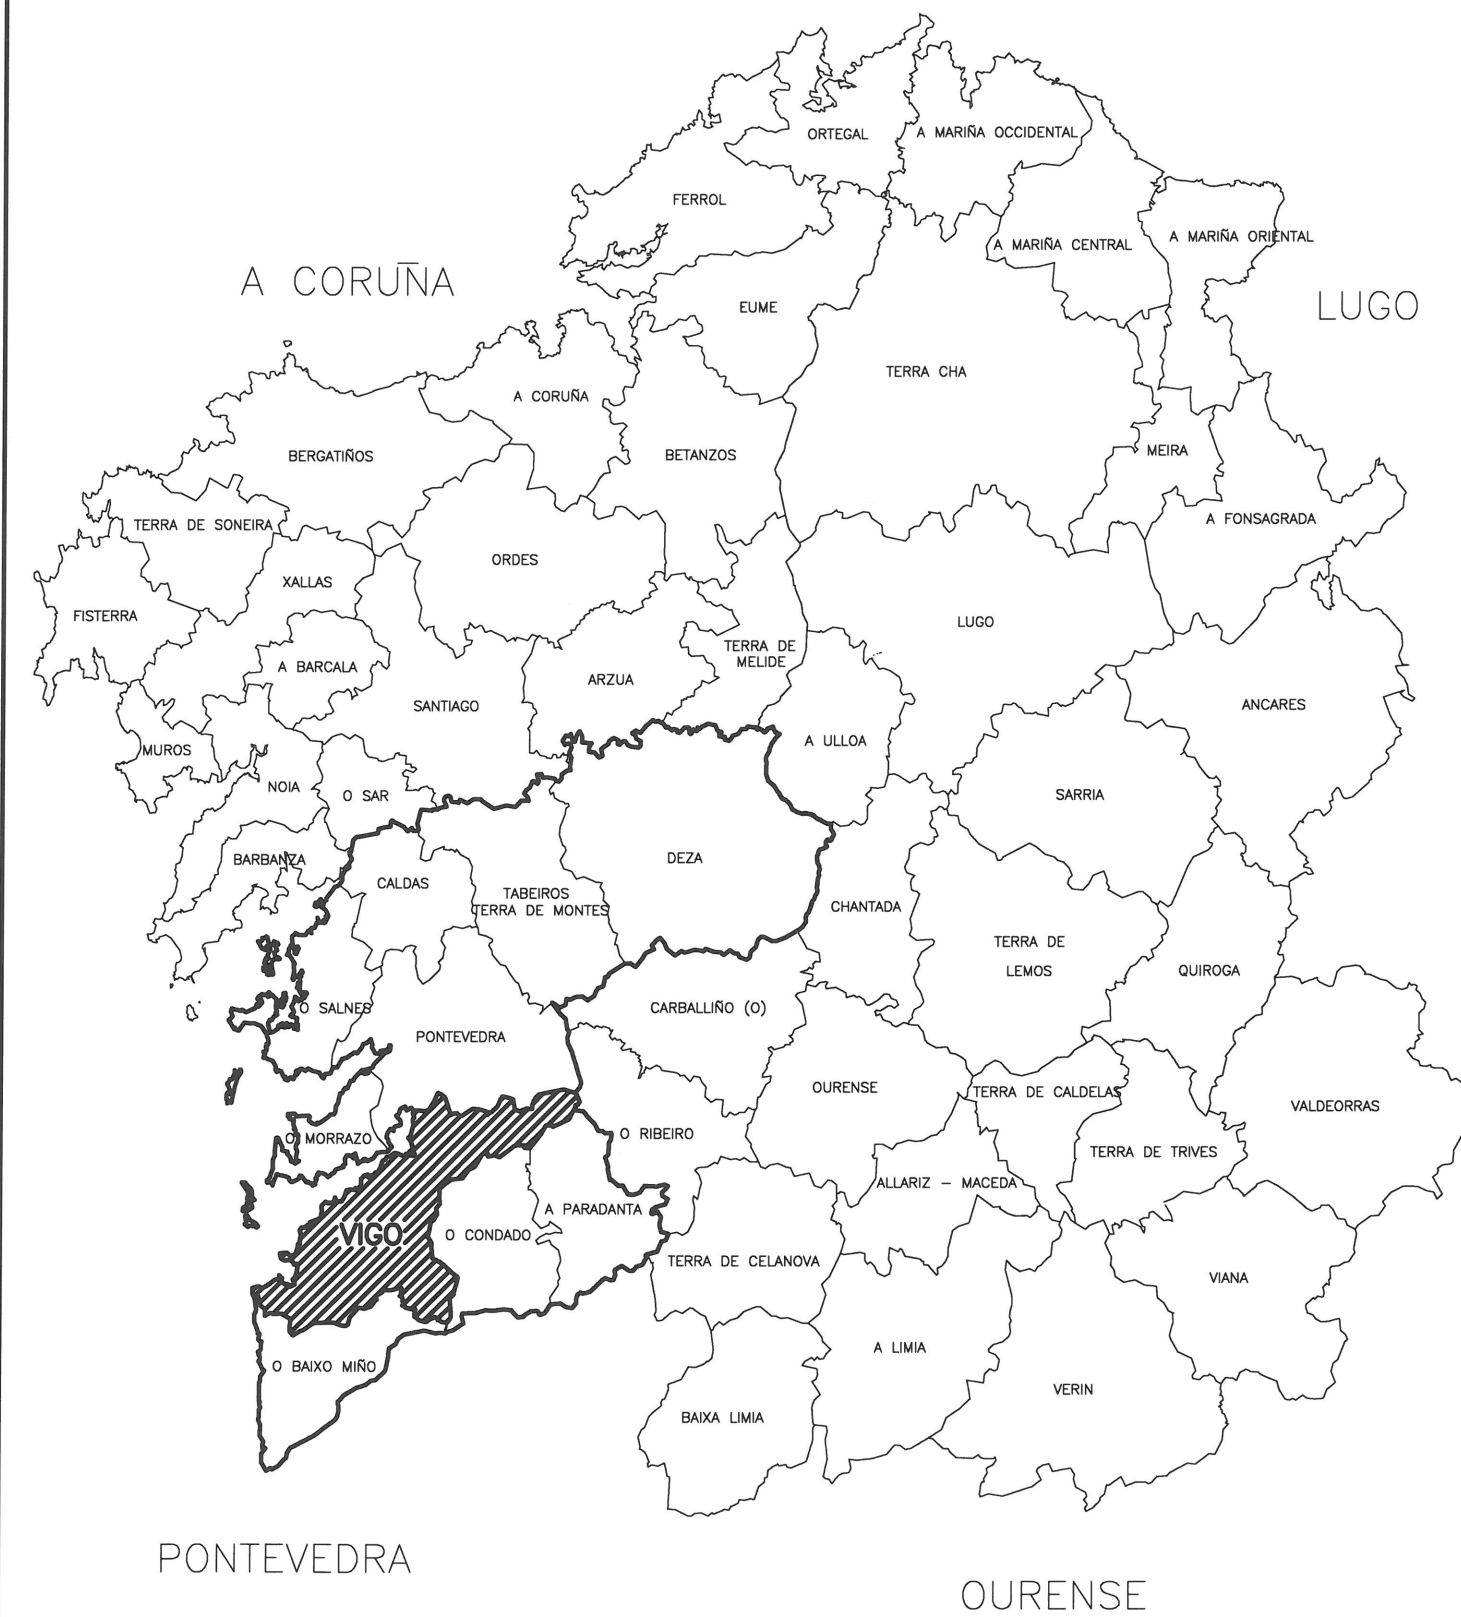 ORTEGAL
A MARIÑA OCCIDENTAL
FERROL
A MARIÑA CENTRAL
A MARIÑA ORIENTAL
A CORUÑA
LUGO
EUME
TERRA CHA
A CORUÑA
BERGATIÑOS
BETANZOS
MEIRA
TERRA DE SONEIRA
A FONSAGRADA
ORDES
XALLAS
FISTERRA
LUGO
A BARCALA
TERRA DE
MELIDE
ARZUA
SANTIAGO
ANCARES
MUROS
A ULLOA
NOIA
O SAR
SARRIA
BARBANZA
DEZA
CALDAS
TABEIROS
TERRA DE MONTES
CHANTADA
TERRA DE
LEMOS
QUIROGA
O SALNES
CARBALLIÑO (O)
PONTEVEDRA
OURENSE
TERRA DE CALDELAS
VALDEORRAS
O MORRAZO
O RIBEIRO
TERRA DE TRIVES
ALLARIZ – MACEDA
A PARADANTA
VIGO
O CONDADO
TERRA DE CELANOVA
VIANA
A LIMIA
O BAIXO MIÑO
VERIN
BAIXA LIMIA
PONTEVEDRA
OURENSE